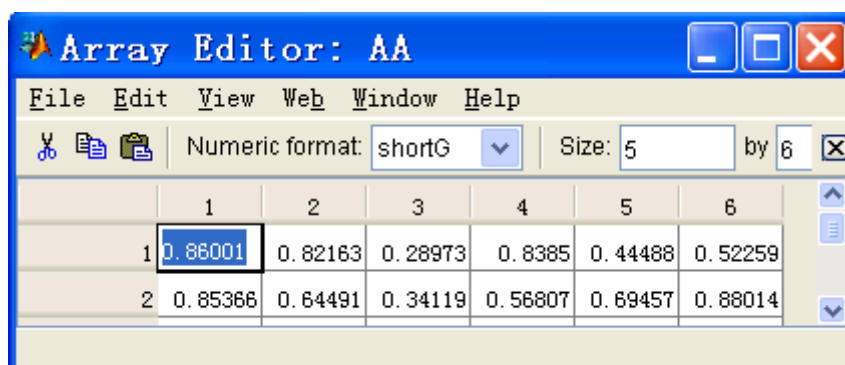 Array Editor: AA
File Edit View Web Window Help
Numeric format: shortG Size: 5 by 6
1 2 3 4 5 6
1 0.86001 0.82163 0.28973 0.8385 0.44488 0.52259
2 0.85366 0.64491 0.34119 0.56807 0.69457 0.88014